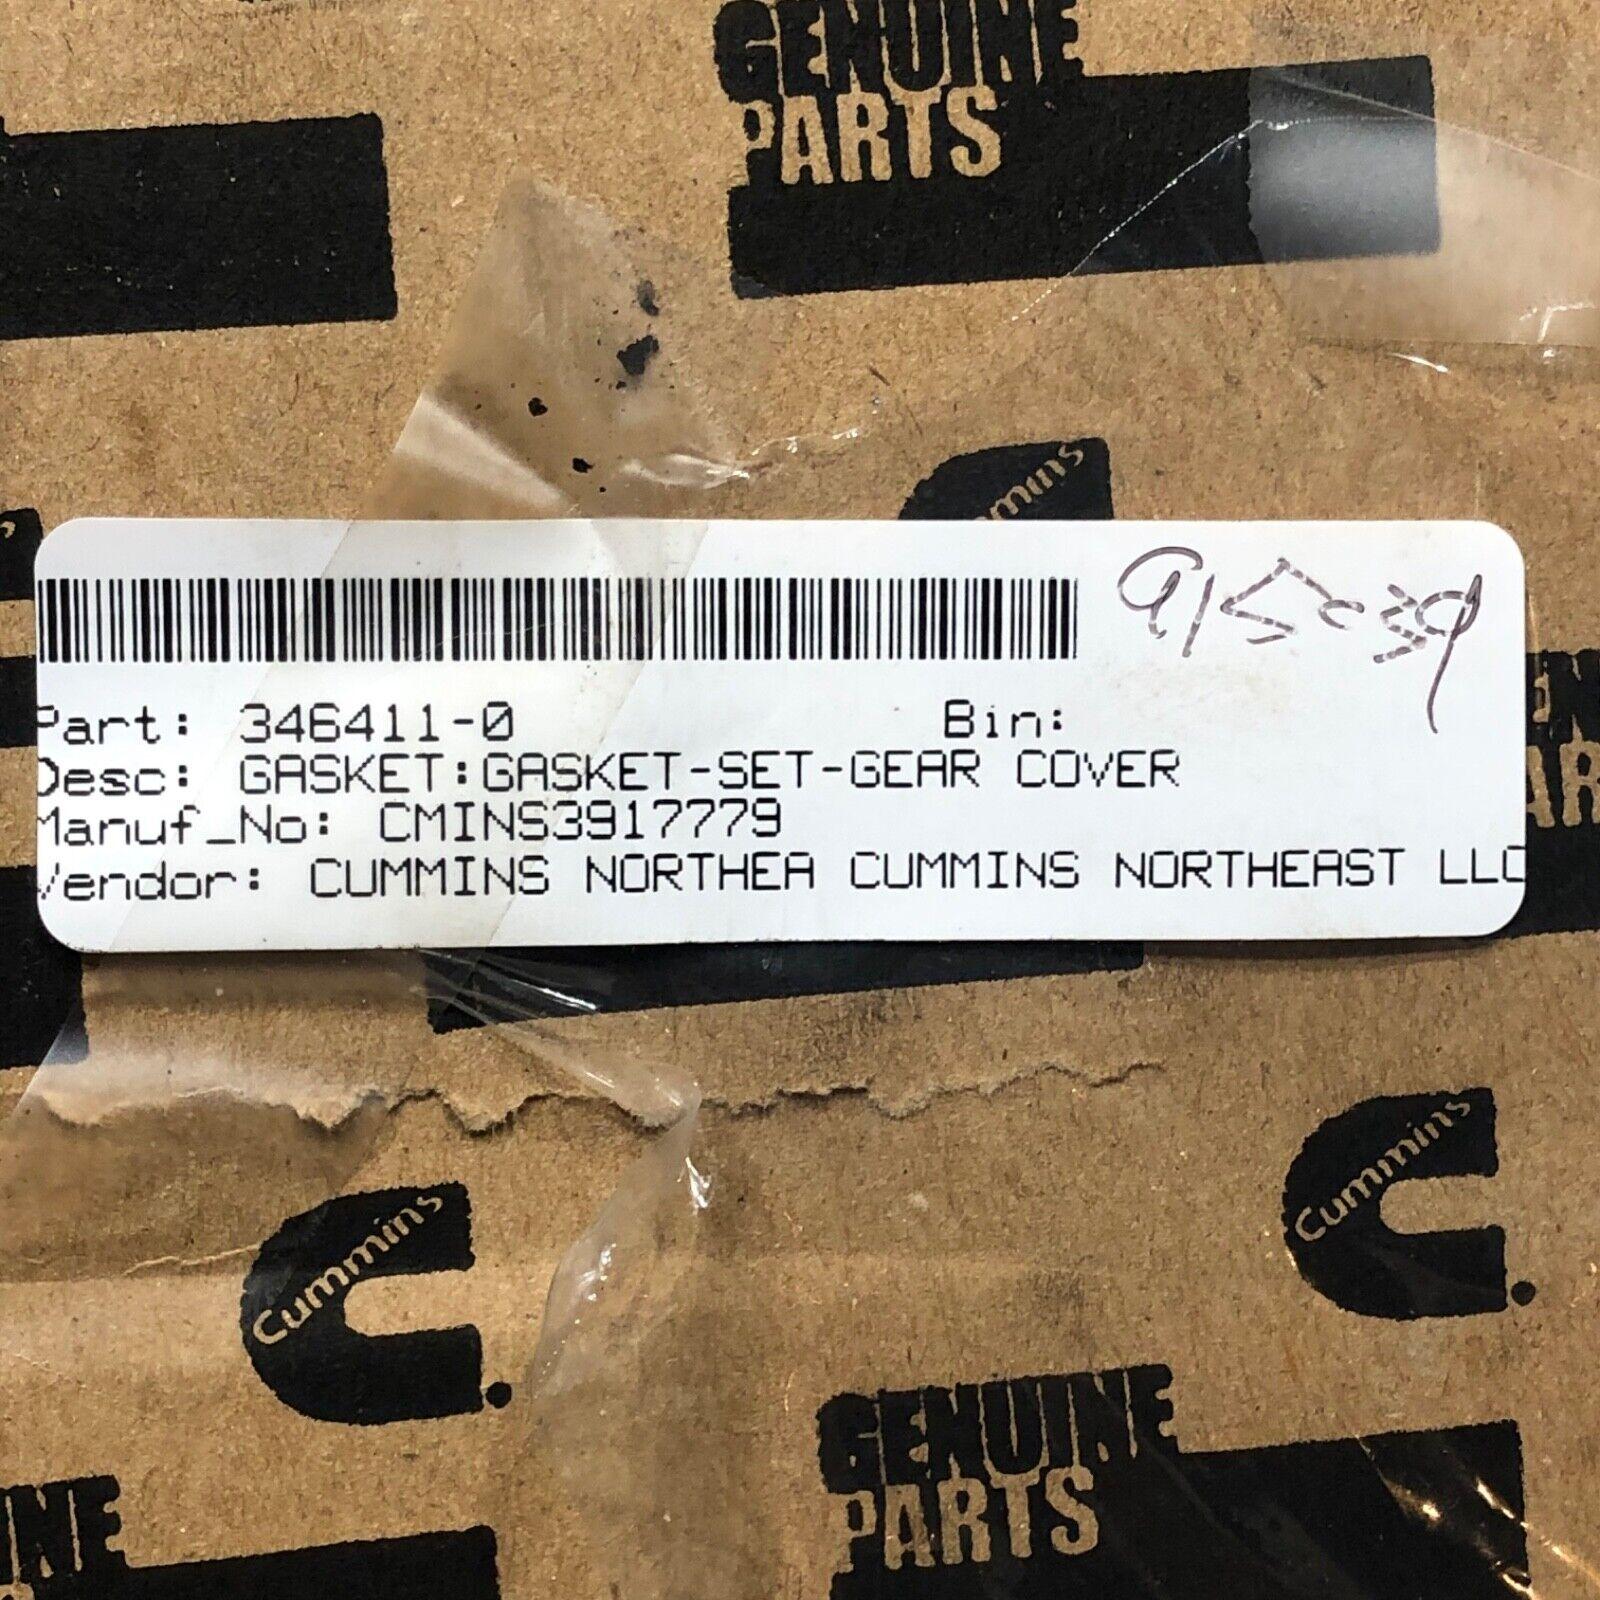 GENUINE
PARTS
Cummins
915039
Part: 346411-0 Bin:
Desc: GASKET:GASKET-SET-GEAR COVER
Manuf_No: CMINS3917779
Vendor: CUMMINS NORTHEA CUMMINS NORTHEAST LLC
Cummins
Cummins
GENUINE
PARTS